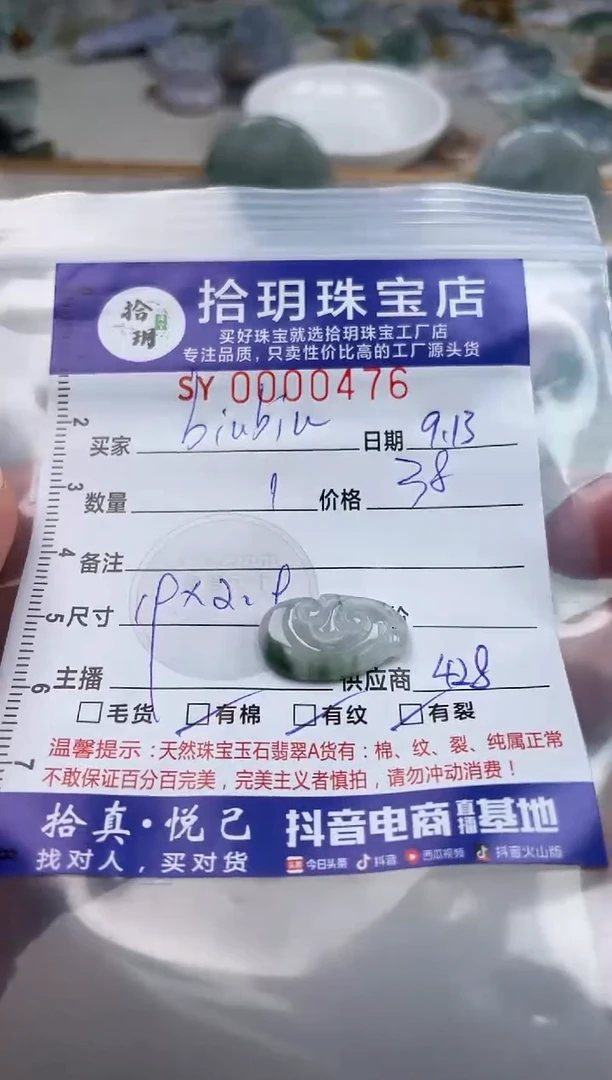 拾玥
拾玥珠宝店
买好珠宝就选拾玥珠宝工厂店
专注品质，只卖性价比高的工厂源头货
SY 0000476
买家 biubiu 日期 9.13
数量 1 价格 38
备注
尺寸
主播 供应商 428
毛货 有棉 有纹 有裂
温馨提示：天然珠宝玉石翡翠A货有：棉、纹、裂、纯属正常
不敢保证百分百完美，完美主义者慎拍，请勿冲动消费！
拾真·悦己 抖音电商直播基地
找对人，买对货 今日头条 抖音 西瓜视频 抖音火山版
2
3
4
5
6
7